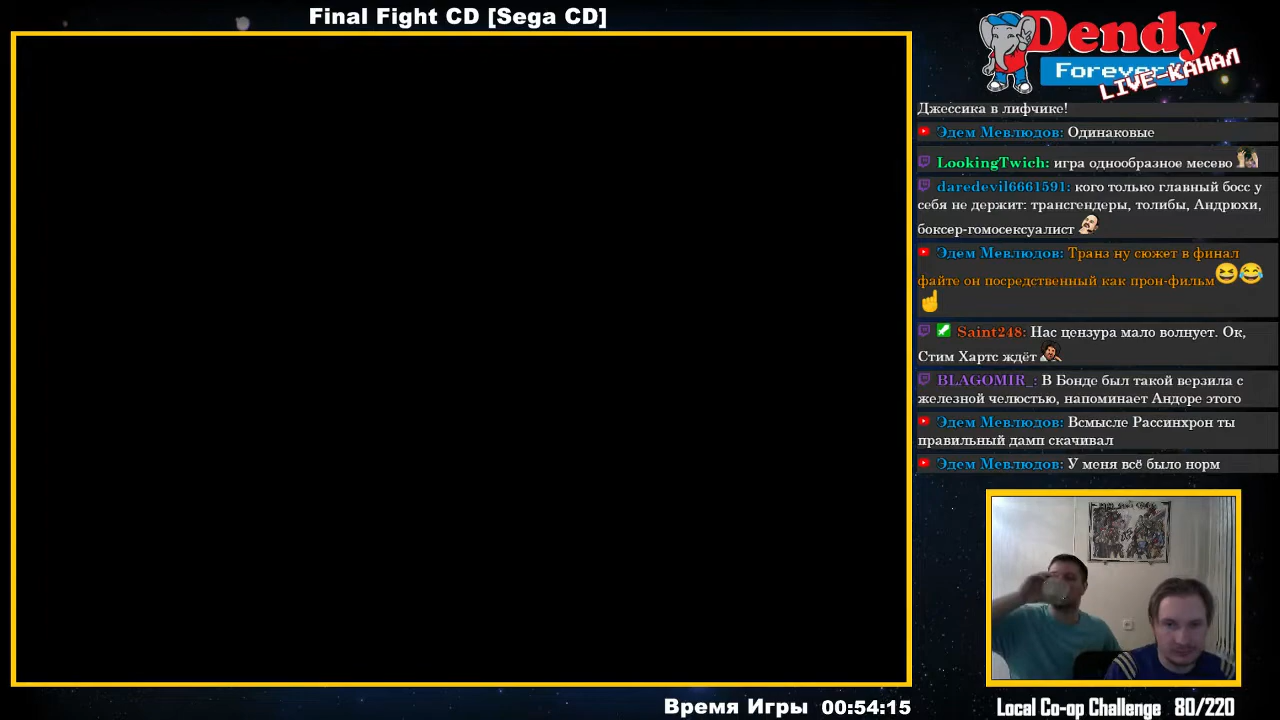 Final Fight CD [Sega CD]
Dendy
Forever!
LIVE-КАНАЛ
Джессика в лифчике!
Эдем Мевлюдов: Одинаковые
LookingTwich: игра однообразное месево
daredevil6661591: кого только главный босс у
себя не держит: трансгендеры, толибы, Андрюхи,
боксер-гомосексуалист
Эдем Мевлюдов: Транз ну сюжет в финал
файте он посредственный как прон-фильм😆😂
☝
Saint248: Нас цензура мало волнует. Ок,
Стим Хартс ждёт
BLAGOMIR_: В Бонде был такой верзила с
железной челюстью, напоминает Андоре этого
Эдем Мевлюдов: Всмысле Рассинхрон ты
правильный дамп скачивал
Эдем Мевлюдов: У меня всё было норм
Время Игры 00:54:15
Local Co-op Challenge 80/220